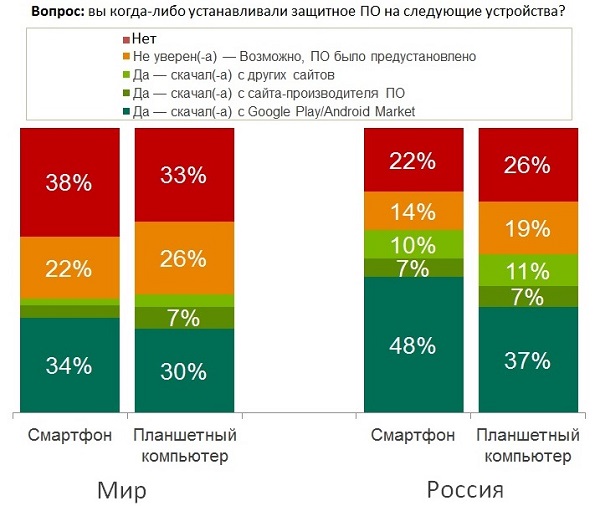 Вопрос: вы когда-либо устанавливали защитное ПО на следующие устройства?
Нет
Не уверен(-а) — Возможно, ПО было предустановлено
Да — скачал(-а) с других сайтов
Да — скачал(-а) с сайта-производителя ПО
Да — скачал(-а) с Google Play/Android Market
38%
33%
22%
26%
22%
26%
14%
19%
10%
11%
7%
7%
7%
34%
30%
48%
37%
Смартфон
Планшетный
компьютер
Смартфон
Планшетный
компьютер
Мир
Россия